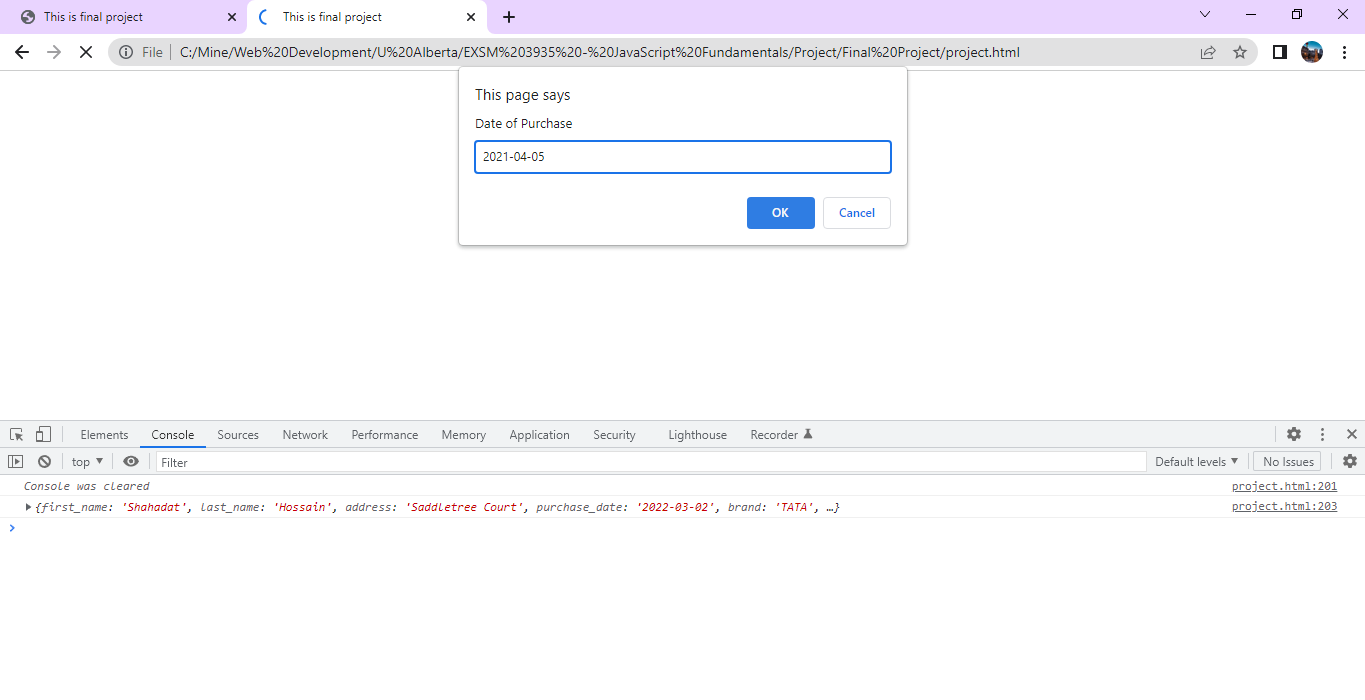 This is final project
This is final project
File
C:/Mine/Web%20Development/U%20Alberta/EXSM%203935%20-%20JavaScript%20Fundamentals/Project/Final%20Project/project.html
This page says
Date of Purchase
2021-04-05
OK Cancel
Elements Console Sources Network Performance Memory Application Security Lighthouse Recorder
top Filter Default levels No Issues
Console was cleared project.html:201
{first_name: 'Shahadat', last_name: 'Hossain', address: 'Saddletree Court', purchase_date: '2022-03-02', brand: 'TATA', …} project.html:203